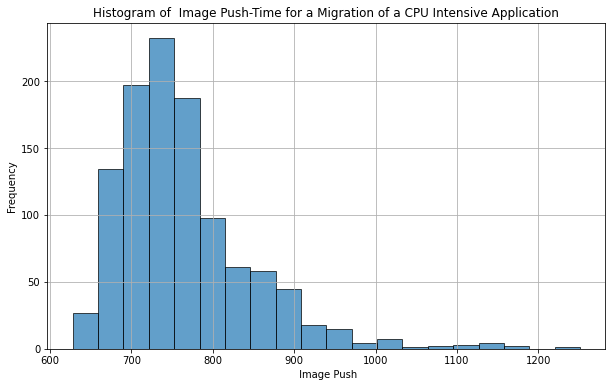 Histogram of  Image Push-Time for a Migration of a CPU Intensive Application
Frequency
200
150
100
50
0
600 700 800 900 1000 1100 1200
Image Push